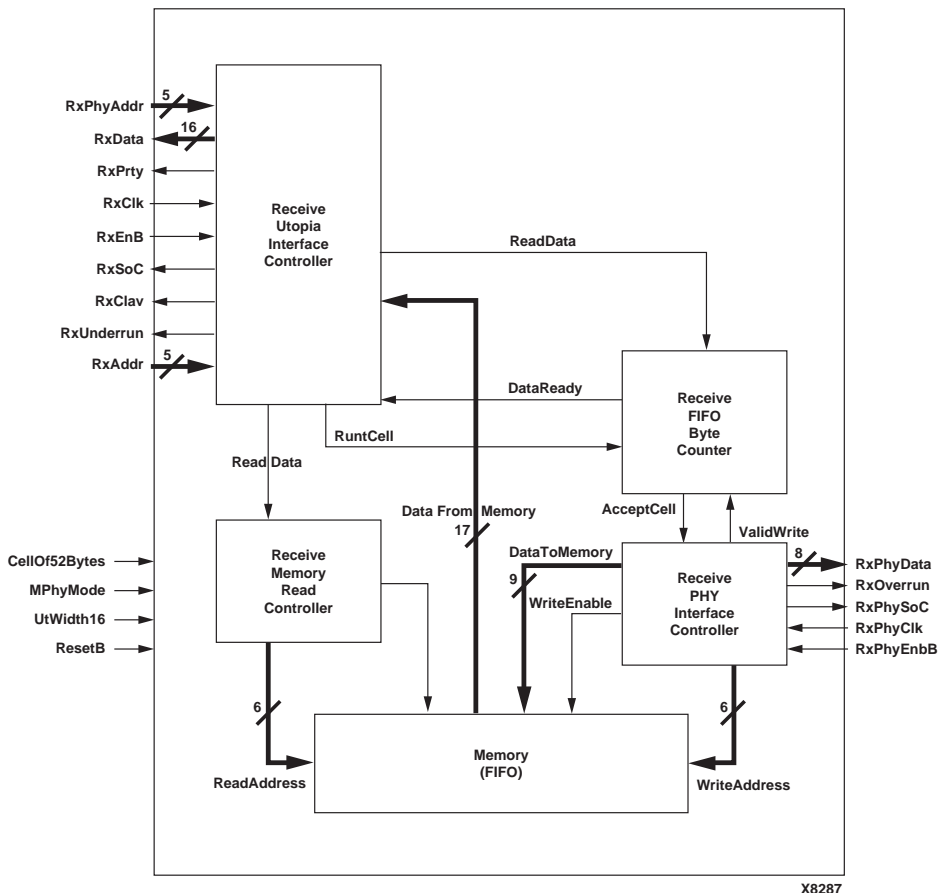 RxPhyAddr
5
RxData
16
RxPrty
RxClk
RxEnB
RxSoC
RxClav
RxUnderrun
RxAddr
5
Receive
Utopia
Interface
Controller
ReadData
DataReady
RuntCell
Receive
FIFO
Byte
Counter
Read Data
AcceptCell
ValidWrite
Data From Memory
17
CellOf52Bytes
MPhyMode
UtWidth16
ResetB
Receive
Memory
Read
Controller
DataToMemory
9
WriteEnable
Receive
PHY
Interface
Controller
8
RxPhyData
RxOverrun
RxPhySoC
RxPhyClk
RxPhyEnbB
6
ReadAddress
Memory
(FIFO)
6
WriteAddress
X8287